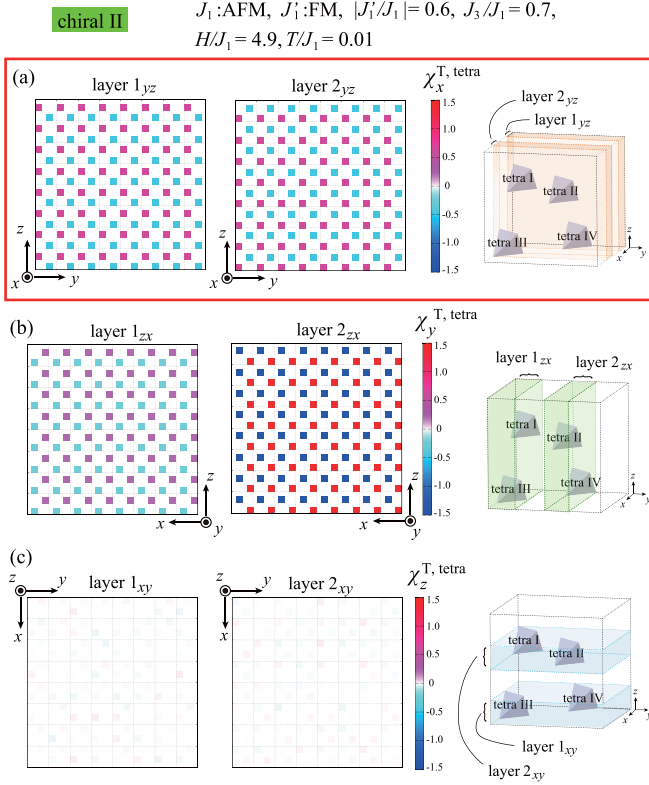 chiral II
J₁ :AFM, J₁′ :FM, |J₁′/J₁|= 0.6, J₃/J₁ = 0.7,
H/J₁ = 4.9, T/J₁ = 0.01
(a)
layer 1yz
layer 2yz
χₓ^T, tetra
1.5
1.0
0.5
0
-0.5
-1.0
-1.5
z
x
y
z
x
y
layer 2yz
layer 1yz
tetra I
tetra II
tetra III
tetra IV
z
x
y
(b)
layer 1zx
layer 2zx
χy^T, tetra
1.5
1.0
0.5
0
-0.5
-1.0
-1.5
z
x
y
z
x
y
layer 1zx
layer 2zx
tetra I
tetra II
tetra III
tetra IV
z
x
y
(c)
z
y
x
layer 1xy
z
y
x
layer 2xy
χz^T, tetra
1.5
1.0
0.5
0
-0.5
-1.0
-1.5
tetra I
tetra II
tetra III
tetra IV
z
x
y
layer 1xy
layer 2xy